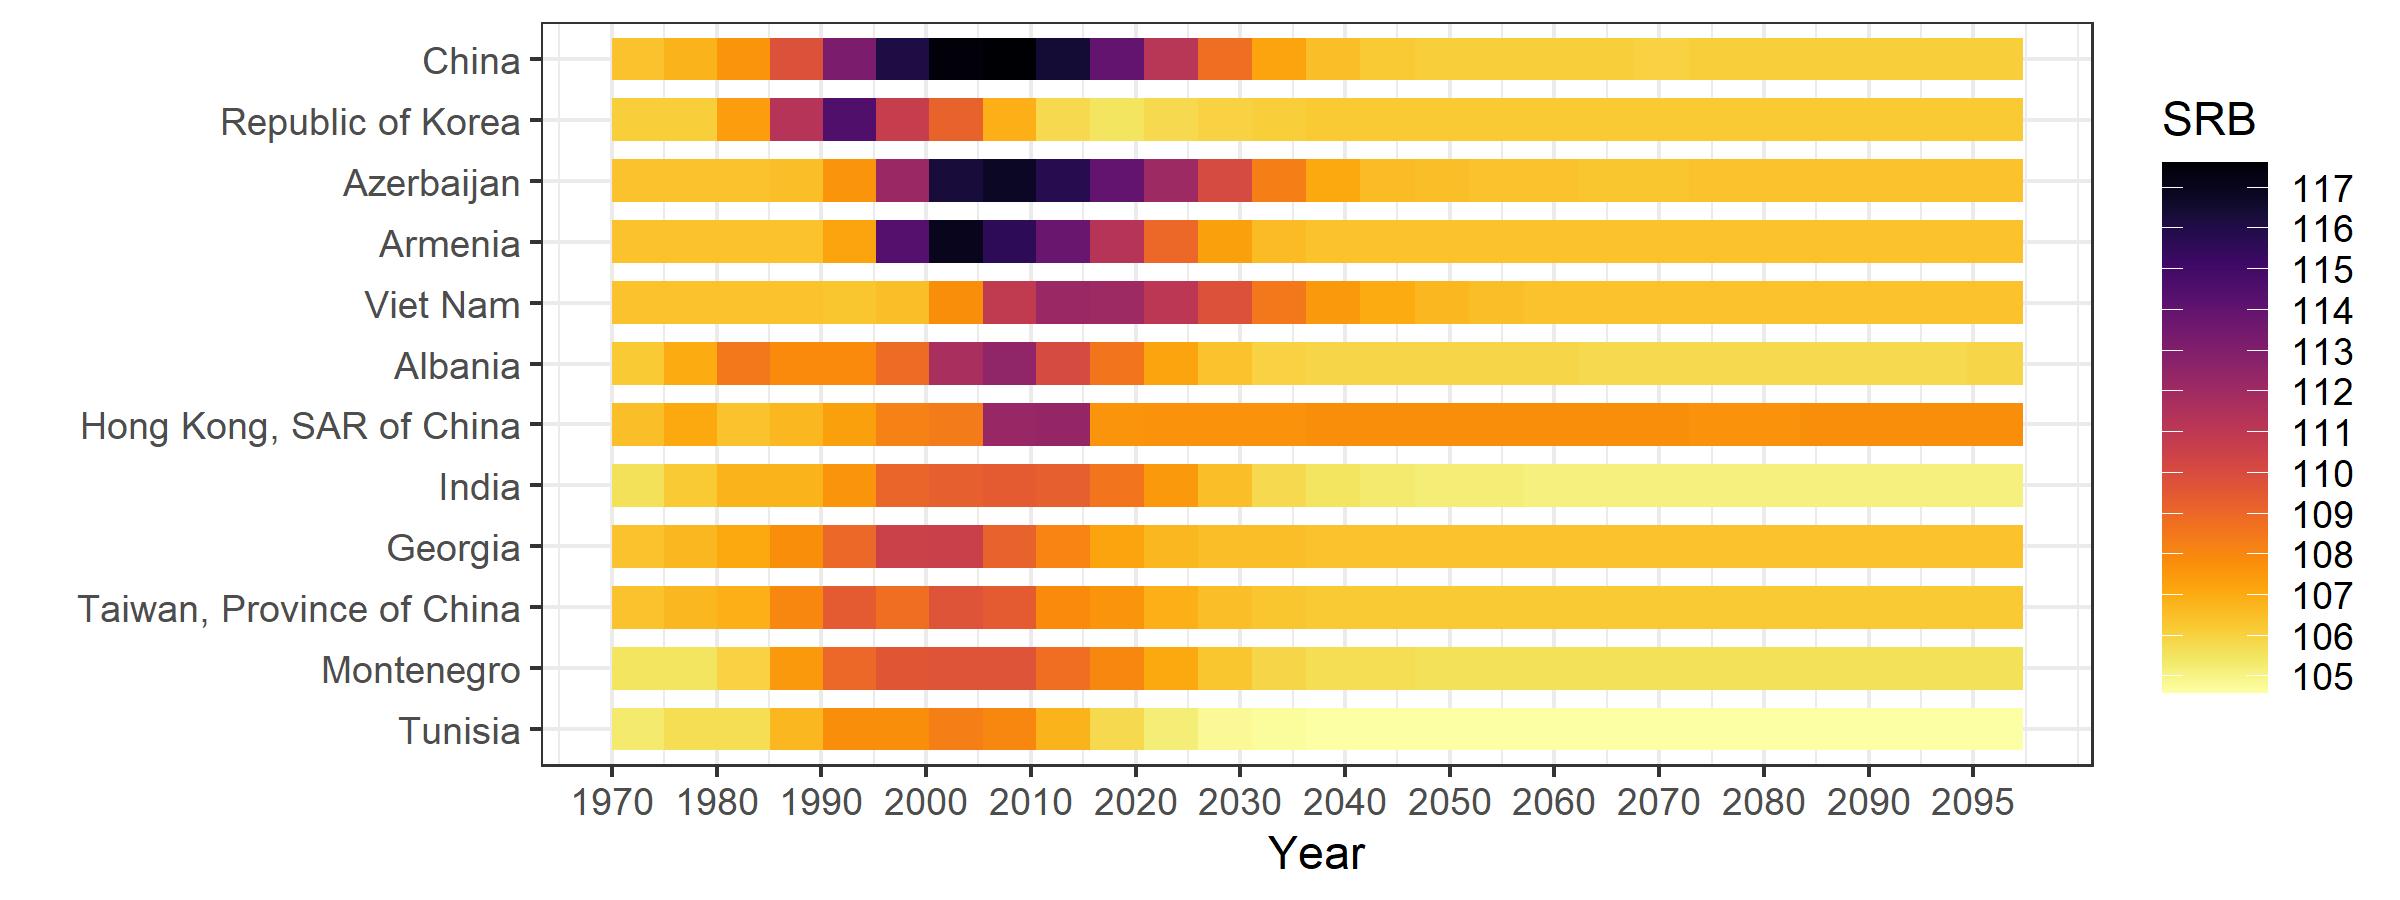 China
Republic of Korea
Azerbaijan
Armenia
Viet Nam
Albania
Hong Kong, SAR of China
India
Georgia
Taiwan, Province of China
Montenegro
Tunisia
1970 1980 1990 2000 2010 2020 2030 2040 2050 2060 2070 2080 2090 2095
Year
SRB
117
116
115
114
113
112
111
110
109
108
107
106
105